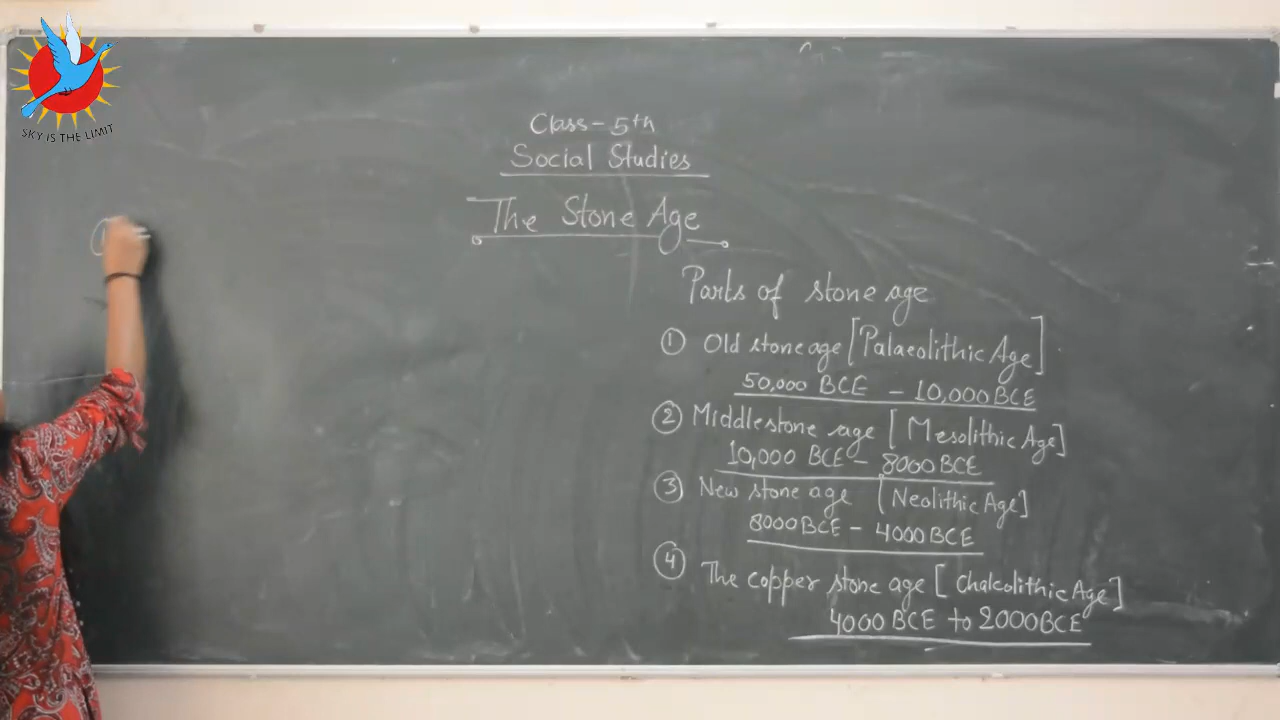 SKY IS THE LIMIT
Class - 5th
Social Studies
The Stone Age
Parts of stone age
① Old stone age [Palaeolithic Age]
50,000 BCE - 10,000 BCE
② Middle stone age [Mesolithic Age]
10,000 BCE - 8000 BCE
③ New stone age [Neolithic Age]
8000 BCE - 4000 BCE
④ The copper stone age [Chalcolithic Age]
4000 BCE to 2000 BCE